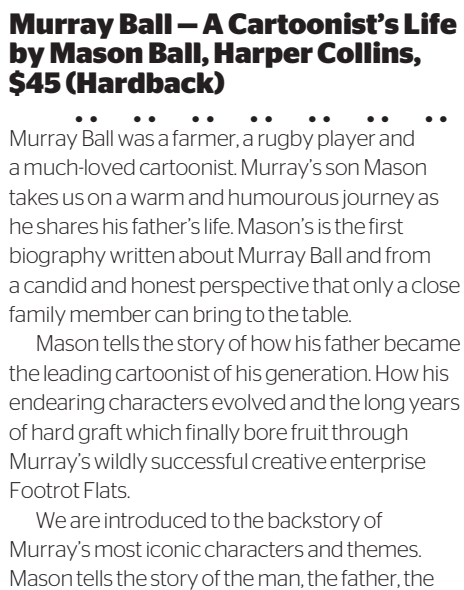 Murray Ball — A Cartoonist's Life
by Mason Ball, Harper Collins,
$45 (Hardback)
Murray Ball was a farmer, a rugby player and
a much-loved cartoonist. Murray's son Mason
takes us on a warm and humourous journey as
he shares his father's life. Mason's is the first
biography written about Murray Ball and from
a candid and honest perspective that only a close
family member can bring to the table.
Mason tells the story of how his father became
the leading cartoonist of his generation. How his
endearing characters evolved and the long years
of hard graft which finally bore fruit through
Murray's wildly successful creative enterprise
Footrot Flats.
We are introduced to the backstory of
Murray's most iconic characters and themes.
Mason tells the story of the man, the father, the